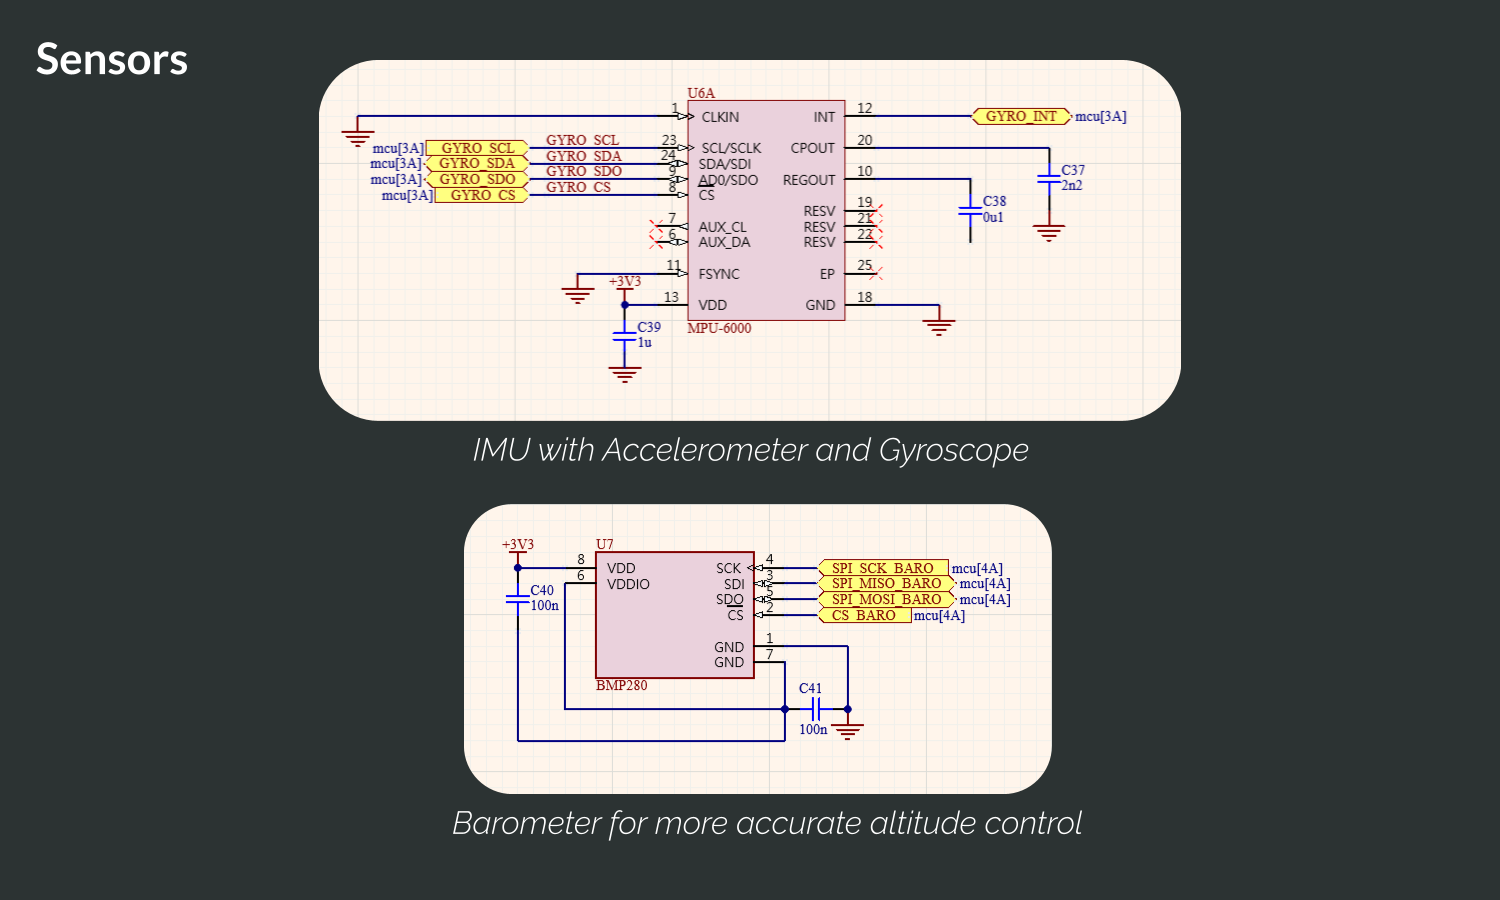 Sensors
U6A
1 CLKIN INT 12 GYRO_INT mcu[3A]
mcu[3A] GYRO_SCL GYRO_SCL 23 SCL/SCLK CPOUT 20
mcu[3A] GYRO_SDA GYRO_SDA 24 SDA/SDI
mcu[3A] GYRO_SDO GYRO_SDO 9 AD0/SDO REGOUT 10 C37
2n2
mcu[3A] GYRO_CS GYRO_CS 8 CS
C38
0u1
RESV 19
7 AUX_CL RESV 21
6 AUX_DA RESV 22
11 FSYNC EP 25
+3V3
13 VDD GND 18
C39
1u
MPU-6000
IMU with Accelerometer and Gyroscope
+3V3 U7
8 VDD SCK 4 SPI_SCK_BARO mcu[4A]
6 VDDIO SDI 3 SPI_MISO_BARO mcu[4A]
C40
100n
SDO 5 SPI_MOSI_BARO mcu[4A]
CS 2 CS_BARO mcu[4A]
GND 1
GND 7
BMP280
C41
100n
Barometer for more accurate altitude control